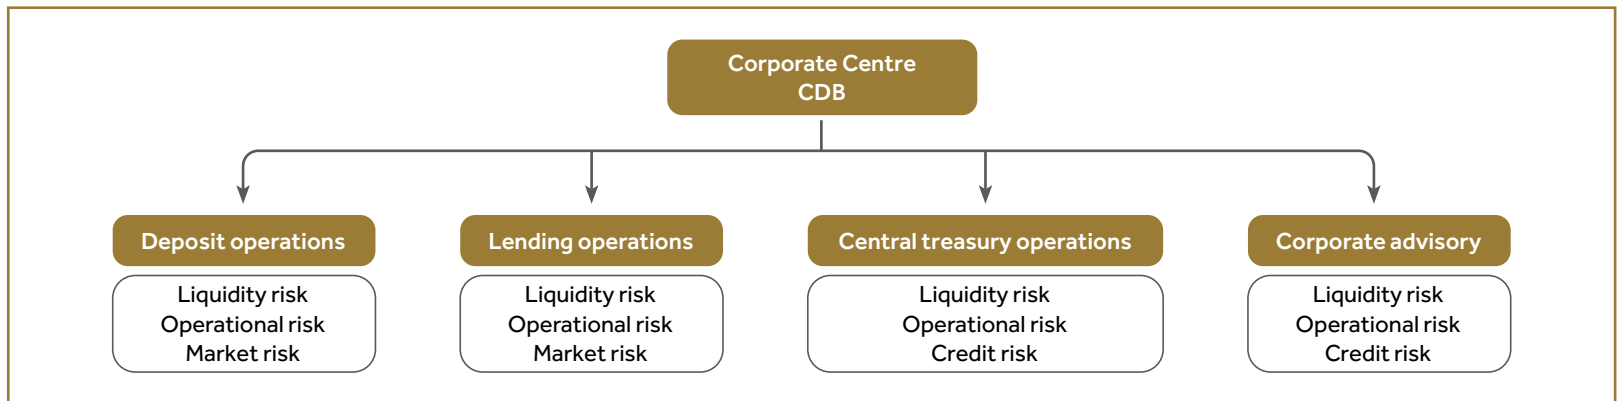 Corporate Centre
CDB
Deposit operations
Liquidity risk
Operational risk
Market risk
Lending operations
Liquidity risk
Operational risk
Market risk
Central treasury operations
Liquidity risk
Operational risk
Credit risk
Corporate advisory
Liquidity risk
Operational risk
Credit risk